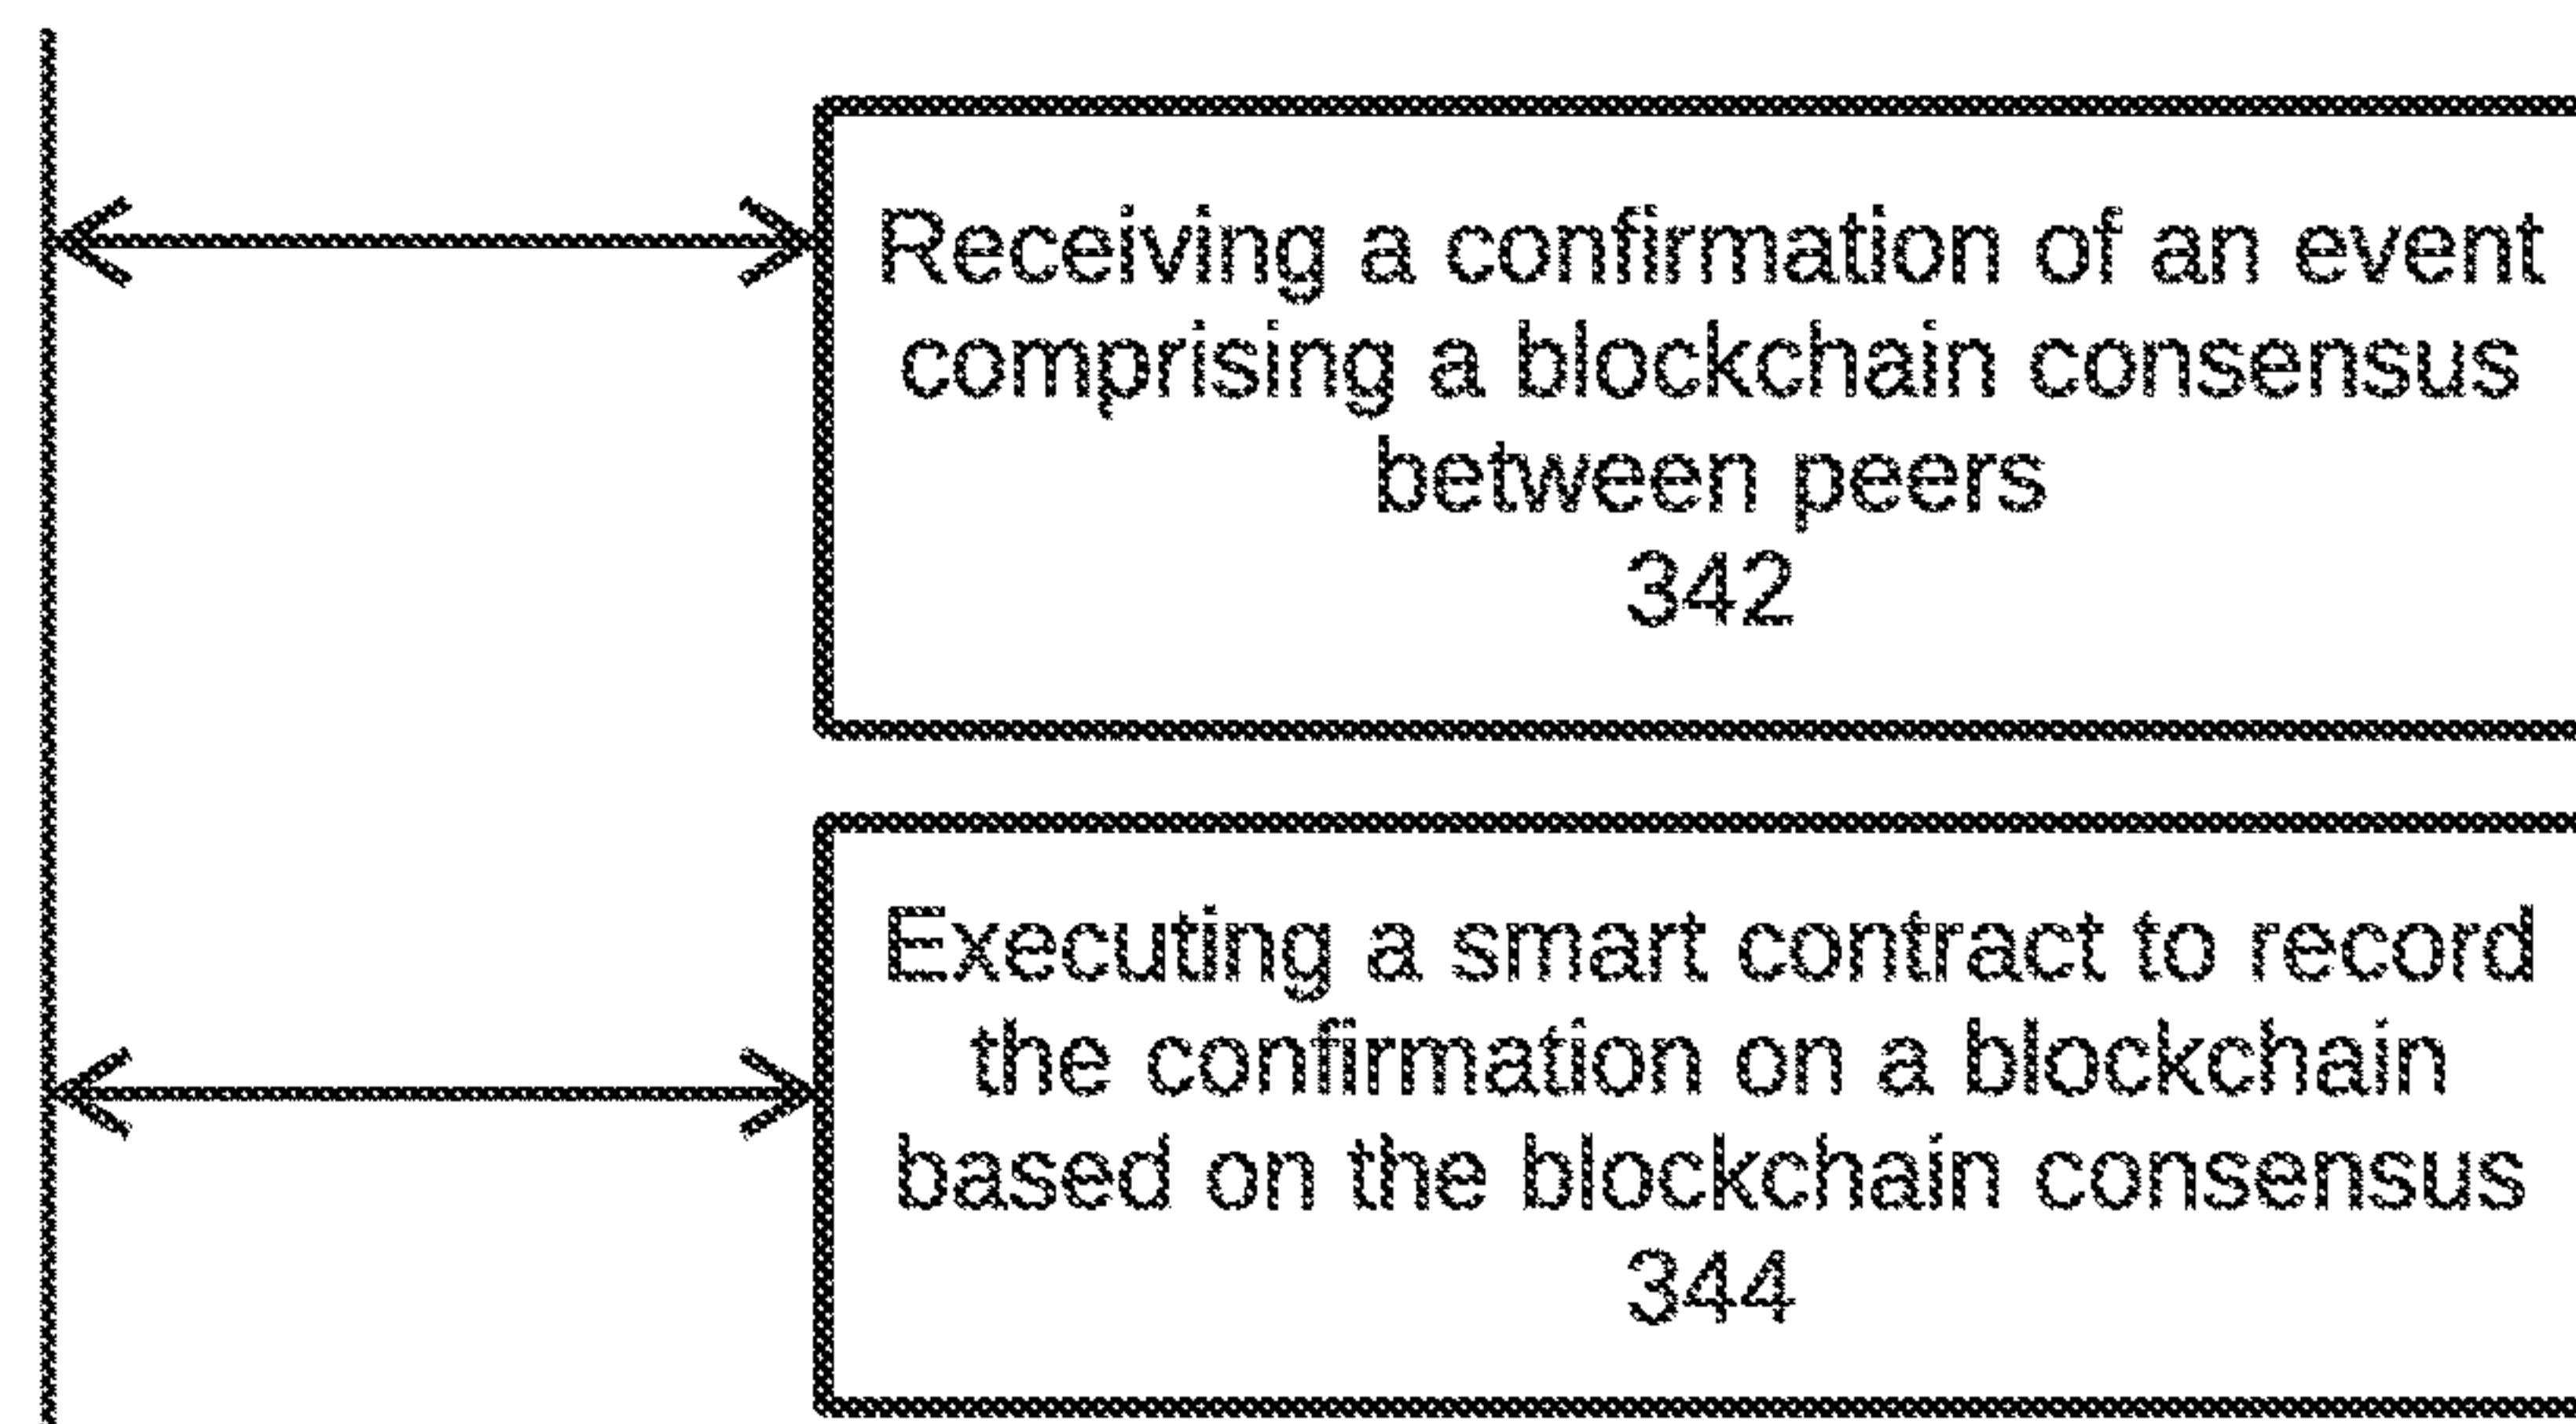 Receiving a confirmation of an event
comprising a blockchain consensus
between peers
342
Executing a smart contract to record
the confirmation on a blockchain
based on the blockchain consensus
344